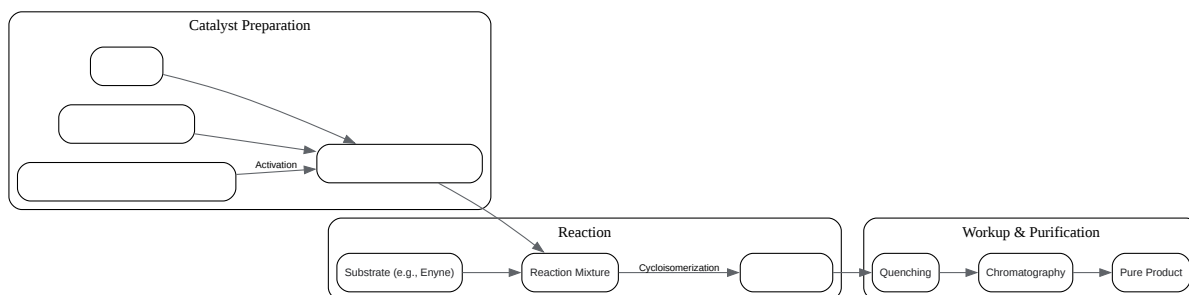 Catalyst Preparation
Activation
Reaction
Substrate (e.g., Enyne)
Reaction Mixture
Cycloisomerization
Workup & Purification
Quenching
Chromatography
Pure Product